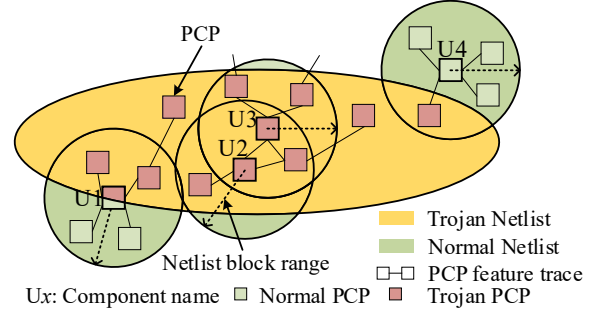 PCP
U4
U3
U2
U1
Trojan Netlist
Normal Netlist
Netlist block range
PCP feature trace
Ux: Component name Normal PCP Trojan PCP